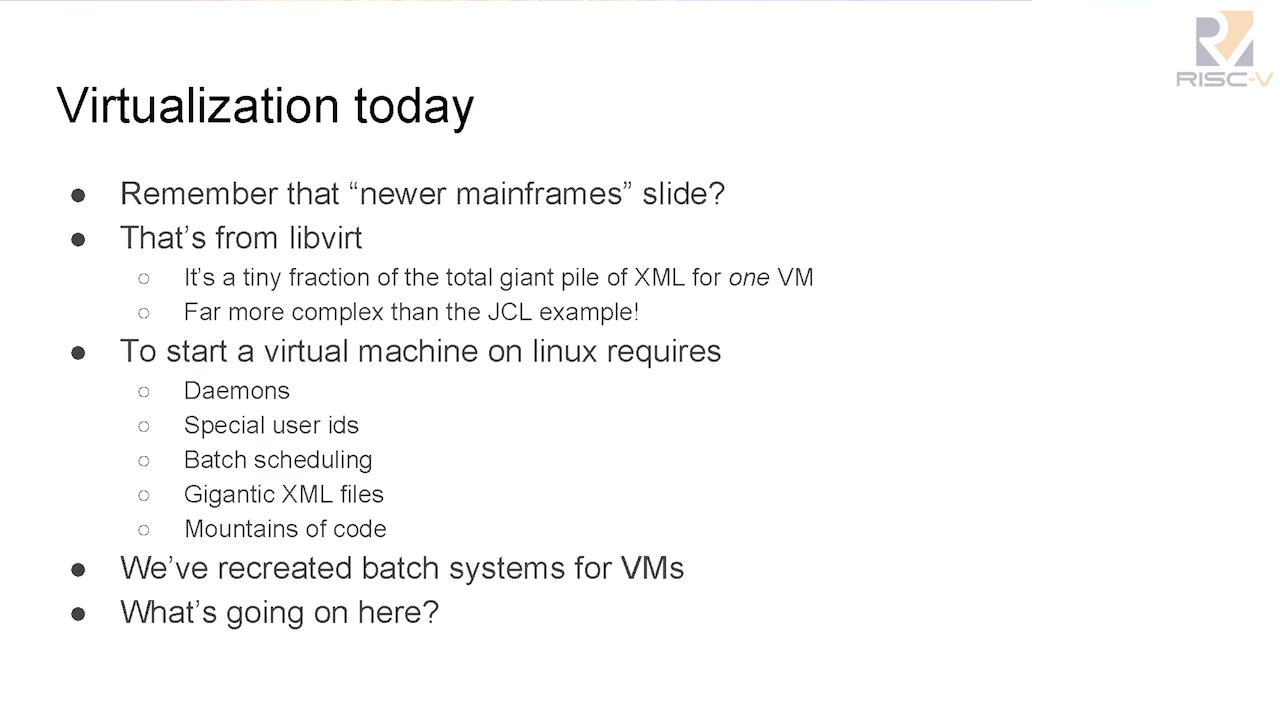 RISC-V
Virtualization today
● Remember that “newer mainframes” slide?
● That’s from libvirt
○ It’s a tiny fraction of the total giant pile of XML for one VM
○ Far more complex than the JCL example!
● To start a virtual machine on linux requires
○ Daemons
○ Special user ids
○ Batch scheduling
○ Gigantic XML files
○ Mountains of code
● We’ve recreated batch systems for VMs
● What’s going on here?